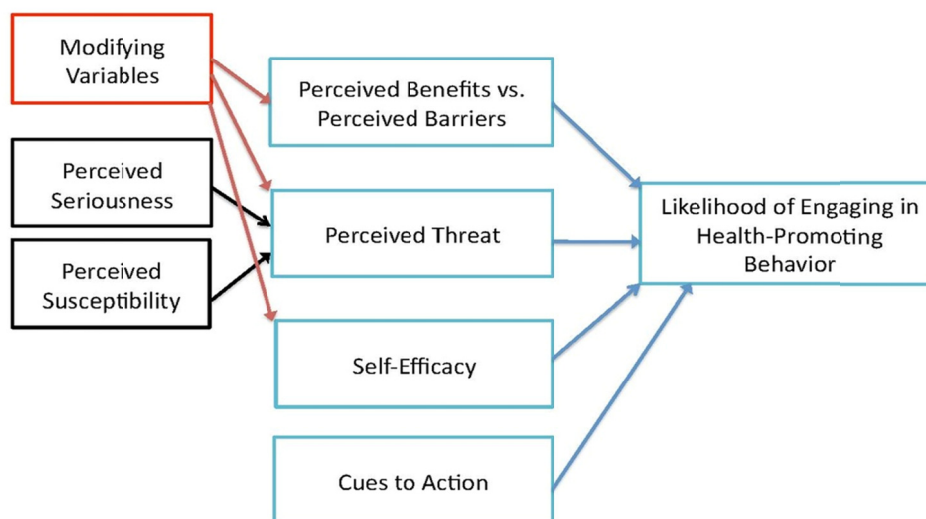 Modifying
Variables
Perceived Benefits vs.
Perceived Barriers
Perceived
Seriousness
Perceived Threat
Likelihood of Engaging in
Health-Promoting
Behavior
Perceived
Susceptibility
Self-Efficacy
Cues to Action